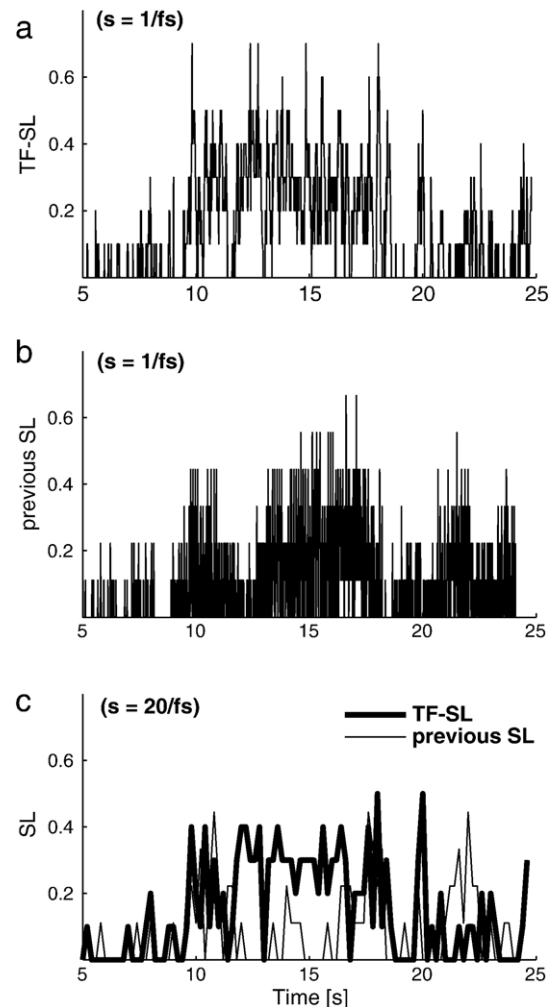 a
(s = 1/fs)
TF-SL
0.6
0.4
0.2
5 10 15 20 25
b
(s = 1/fs)
previous SL
0.6
0.4
0.2
5 10 15 20 25
c
(s = 20/fs)
TF-SL
previous SL
SL
0.6
0.4
0.2
5 10 15 20 25
Time [s]